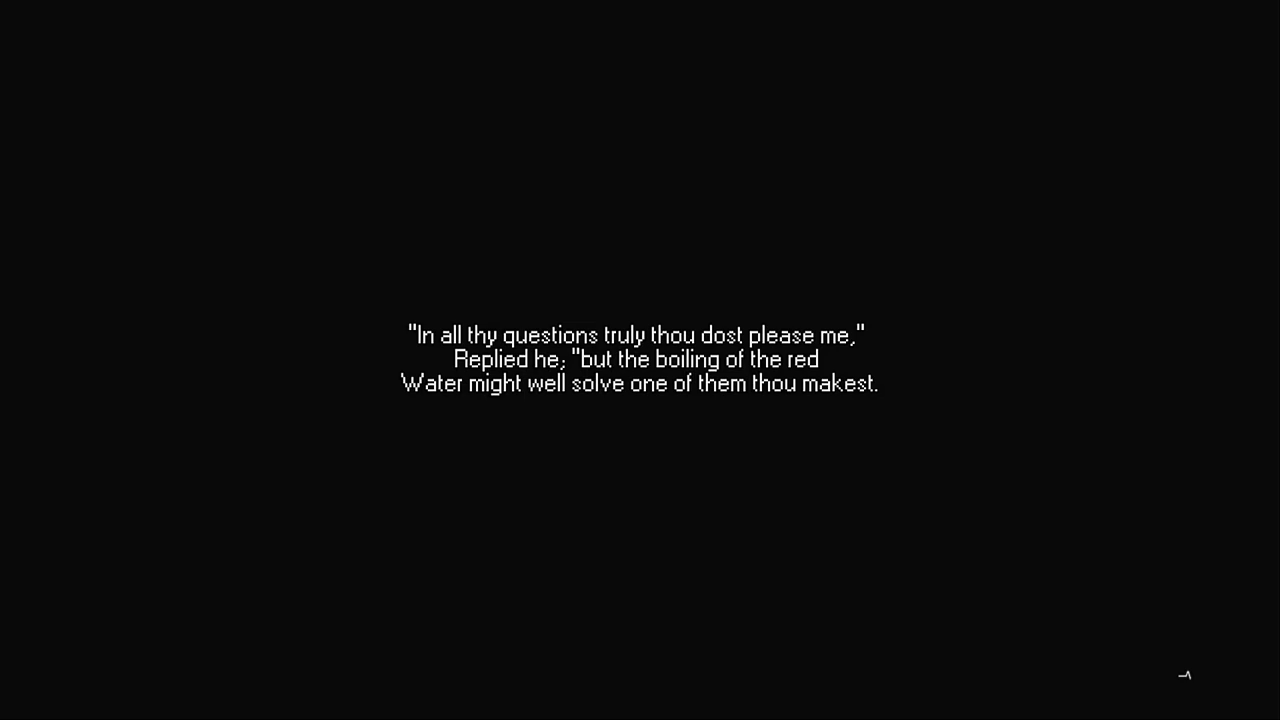 "In all thy questions truly thou dost please me,"
Replied he; "but the boiling of the red
Water might well solve one of them thou makest.